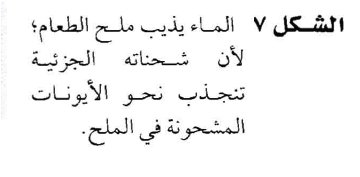 الشكل ٧ الماء يذيب ملح الطعام؛
لأن شحناته الجزئية
تنجذب نحو الأيونات
المشحونة في الملح.